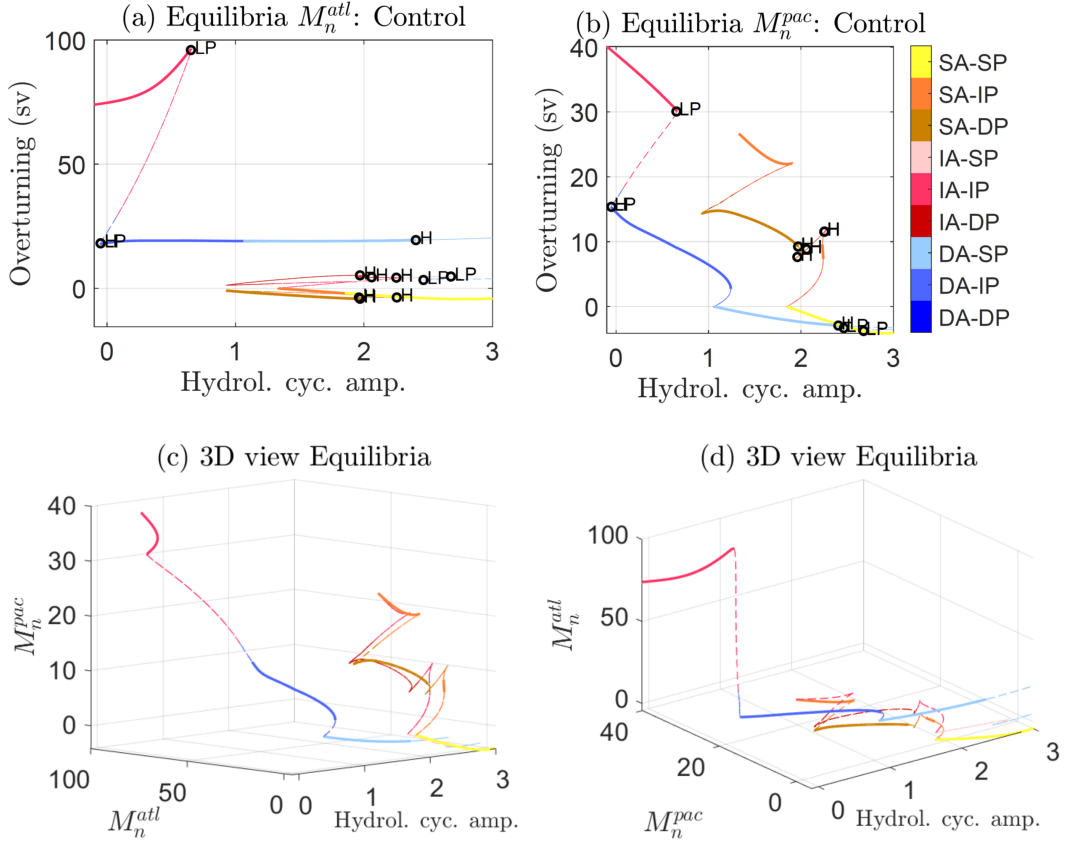 (a) Equilibria M_n^{atl}: Control
100
50
0
0 1 2 3
Overturning (sv)
Hydrol. cyc. amp.
LP
LP
H
H
H
H
LP
LP
H
H
(b) Equilibria M_n^{pac}: Control
40
30
20
10
0
0 1 2 3
Overturning (sv)
Hydrol. cyc. amp.
LP
LP
H
H
H
LP
LP
SA-SP
SA-IP
SA-DP
IA-SP
IA-IP
IA-DP
DA-SP
DA-IP
DA-DP
(c) 3D view Equilibria
40
30
20
10
0
M_n^{pac}
100 50 0
0 1 2 3
M_n^{atl}
Hydrol. cyc. amp.
(d) 3D view Equilibria
100
50
0
M_n^{atl}
40
20
0
0 1 2 3
M_n^{pac}
Hydrol. cyc. amp.